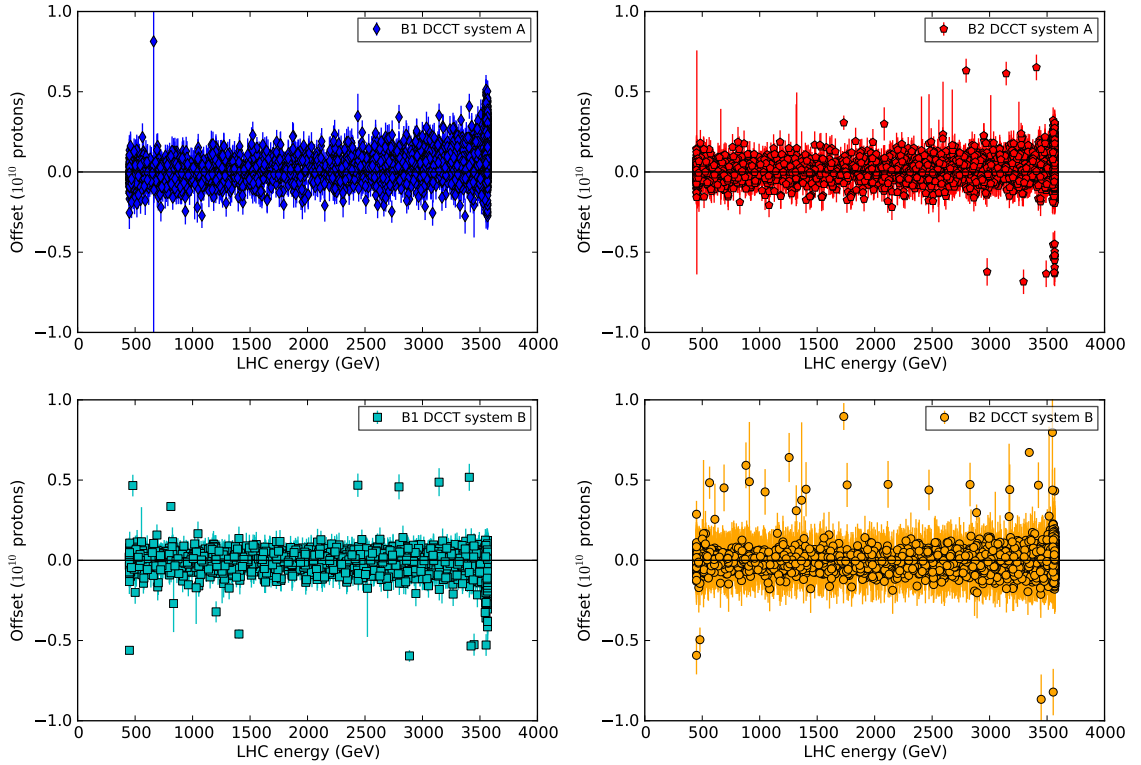 1.0
0.5
0.0
−0.5
−1.0
Offset (10^10 protons)
B1 DCCT system A
0 500 1000 1500 2000 2500 3000 3500 4000
LHC energy (GeV)
1.0
0.5
0.0
−0.5
−1.0
Offset (10^10 protons)
B2 DCCT system A
0 500 1000 1500 2000 2500 3000 3500 4000
LHC energy (GeV)
1.0
0.5
0.0
−0.5
−1.0
Offset (10^10 protons)
B1 DCCT system B
0 500 1000 1500 2000 2500 3000 3500 4000
LHC energy (GeV)
1.0
0.5
0.0
−0.5
−1.0
Offset (10^10 protons)
B2 DCCT system B
0 500 1000 1500 2000 2500 3000 3500 4000
LHC energy (GeV)